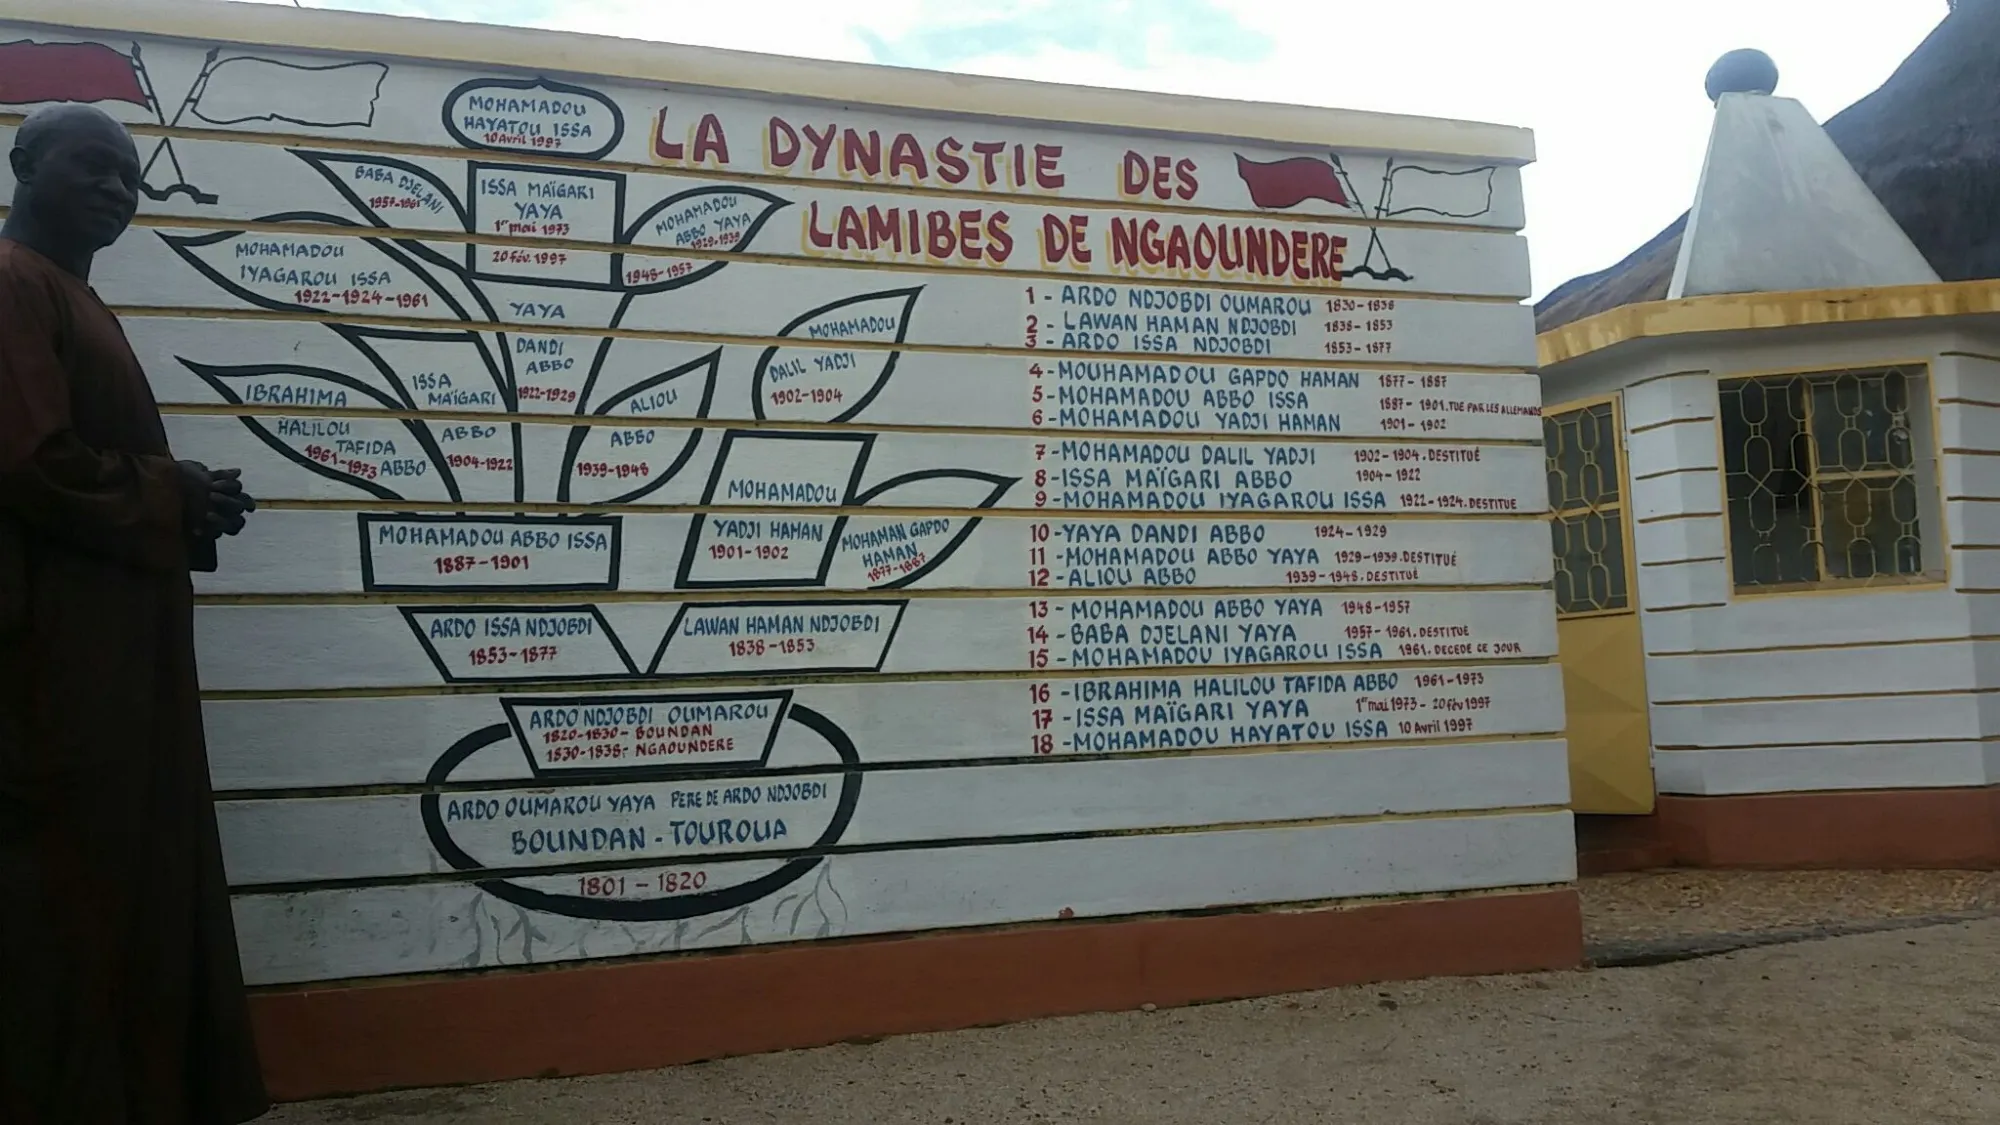 MOHAMADOU
HAYATOU ISSA
10 Avril 1997
LA DYNASTIE DES
LAMIBES DE NGAOUNDERE
BABA DJELANI
1957-1961
ISSA MAÏGARI
YAYA
1er mai 1973
20 fév. 1997
MOHAMADOU
ABBO YAYA
1929-1939
1948-1957
MOHAMADOU
IYAGAROU ISSA
1922-1924-1961
YAYA
DANDI
ABBO
1922-1929
MOHAMADOU
DALIL YADJI
1902-1904
IBRAHIMA
HALILOU
TAFIDA
ABBO
1961-1973
ISSA
MAÏGARI
ABBO
1904-1922
ALIOU
ABBO
1939-1948
MOHAMADOU
YADJI HAMAN
1901-1902
MOHAMAN GAPDO
HAMAN
1877-1887
MOHAMADOU ABBO ISSA
1887-1901
ARDO ISSA NDJOBDI
1853-1877
LAWAN HAMAN NDJOBDI
1838-1853
ARDO NDJOBDI OUMAROU
1820-1830- BOUNDAN
1830-1838- NGAOUNDERE
ARDO OUMAROU YAYA PERE DE ARDO NDJOBDI
BOUNDAN - TOUROUA
1801 - 1820
1 - ARDO NDJOBDI OUMAROU 1830-1838
2 - LAWAN HAMAN NDJOBDI 1838-1853
3 - ARDO ISSA NDJOBDI 1853-1877
4 - MOUHAMADOU GAPDO HAMAN 1877-1887
5 - MOHAMADOU ABBO ISSA 1887-1901. TUE PAR LES ALLEMANDS
6 - MOHAMADOU YADJI HAMAN 1901-1902
7 - MOHAMADOU DALIL YADJI 1902-1904. DESTITUÉ
8 - ISSA MAÏGARI ABBO 1904-1922
9 - MOHAMADOU IYAGAROU ISSA 1922-1924. DESTITUE
10 - YAYA DANDI ABBO 1924-1929
11 - MOHAMADOU ABBO YAYA 1929-1939. DESTITUÉ
12 - ALIOU ABBO 1939-1948. DESTITUÉ
13 - MOHAMADOU ABBO YAYA 1948-1957
14 - BABA DJELANI YAYA 1957-1961. DESTITUÉ
15 - MOHAMADOU IYAGAROU ISSA 1961. DECEDE CE JOUR
16 - IBRAHIMA HALILOU TAFIDA ABBO 1961-1973
17 - ISSA MAÏGARI YAYA 1er mai 1973 - 20 fév 1997
18 - MOHAMADOU HAYATOU ISSA 10 Avril 1997